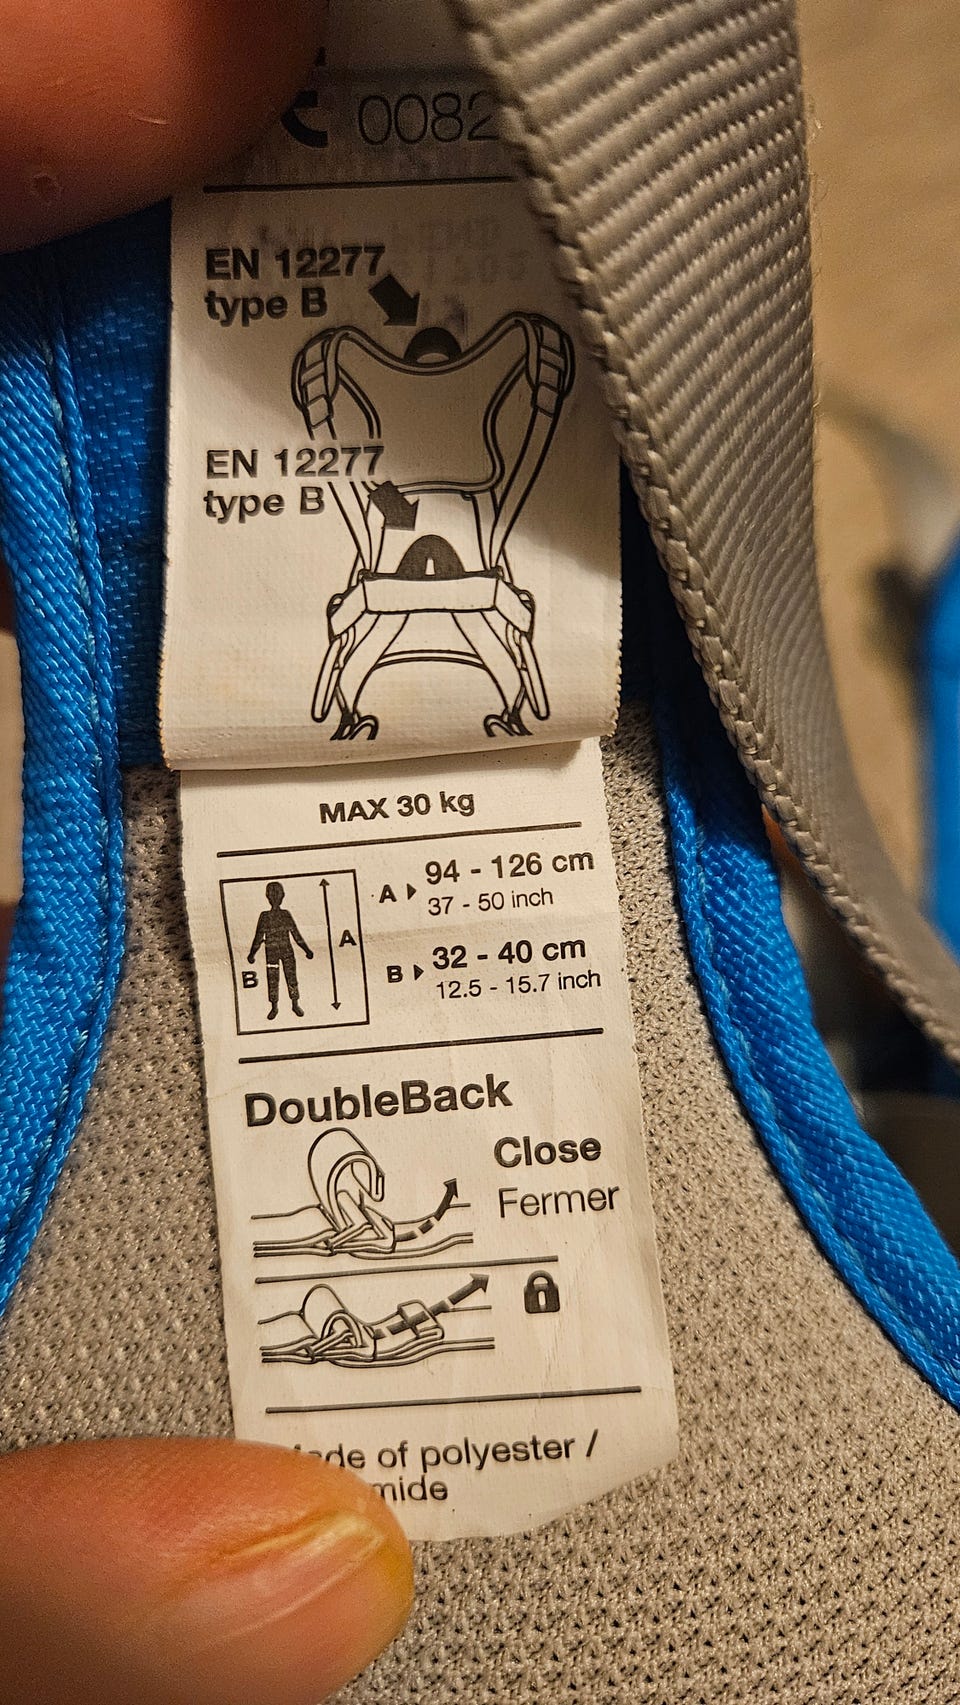 0082
EN 12277
type B
EN 12277
type B
MAX 30 kg
A 94 - 126 cm
37 - 50 inch
A
B
B 32 - 40 cm
12.5 - 15.7 inch
DoubleBack
Close
Fermer
of polyester /